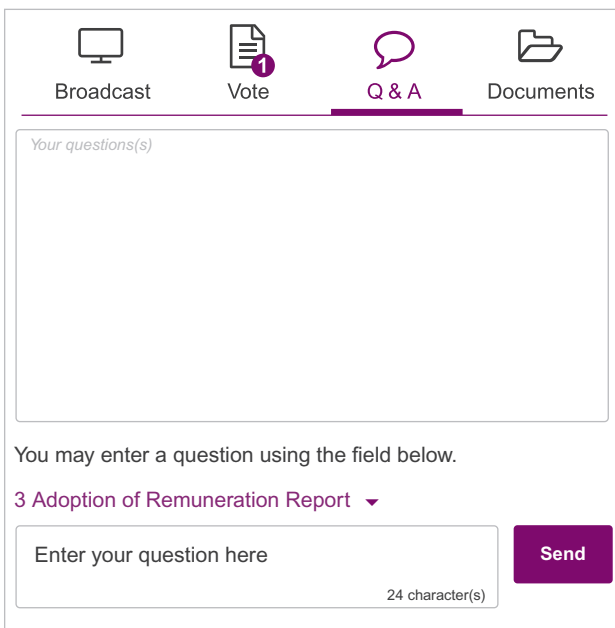 1
Broadcast Vote Q & A Documents
Your questions(s)
You may enter a question using the field below.
3 Adoption of Remuneration Report
Enter your question here
Send
24 character(s)